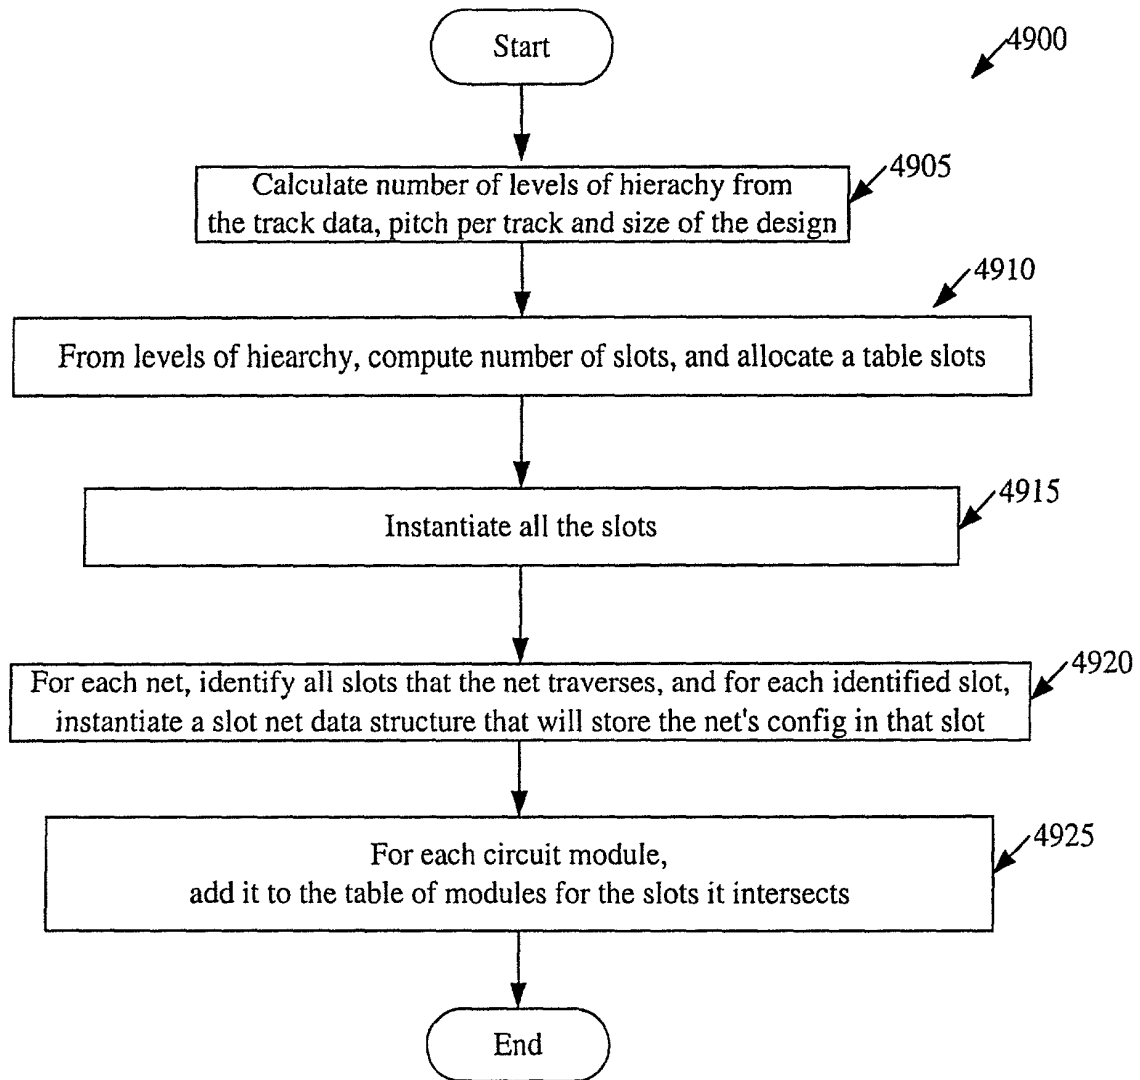 Start
4900
4905
Calculate number of levels of hierachy from
the track data, pitch per track and size of the design
4910
From levels of hiearchy, compute number of slots, and allocate a table slots
4915
Instantiate all the slots
4920
For each net, identify all slots that the net traverses, and for each identified slot,
instantiate a slot net data structure that will store the net's config in that slot
4925
For each circuit module,
add it to the table of modules for the slots it intersects
End